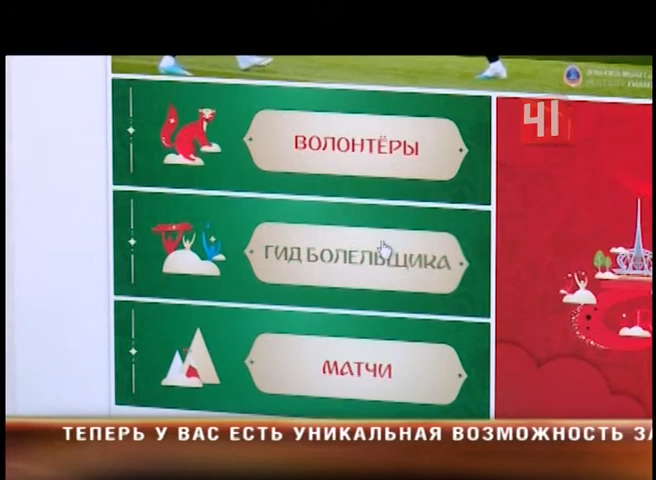 41
ВОЛОНТЁРЫ
ГИД БОЛЕЛЬЩИКА
МАТЧИ
ТЕПЕРЬ У ВАС ЕСТЬ УНИКАЛЬНАЯ ВОЗМОЖНОСТЬ ЗА